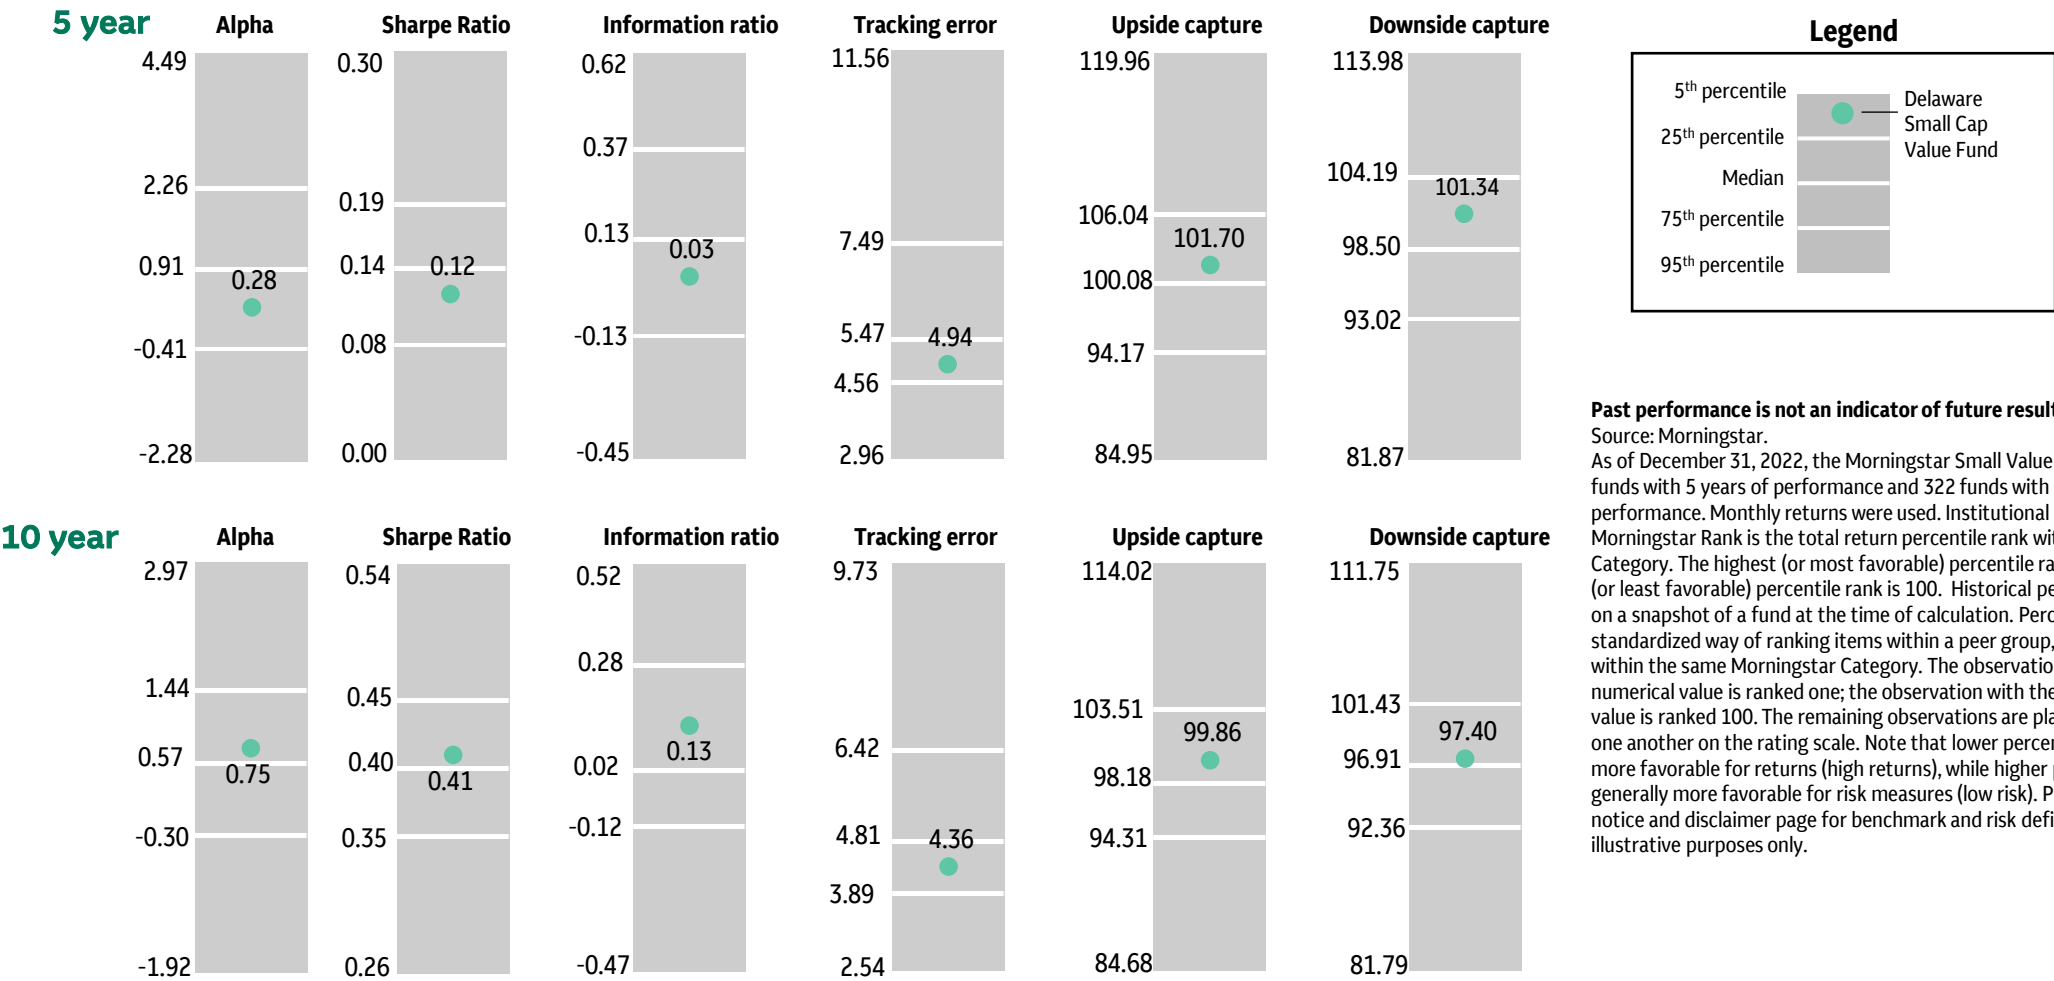 5 year
Alpha
Sharpe Ratio
Information ratio
Tracking error
Upside capture
Downside capture
4.49
2.26
0.91
0.28
-0.41
-2.28
0.30
0.19
0.14
0.12
0.08
0.00
0.62
0.37
0.13
0.03
-0.13
-0.45
11.56
7.49
5.47
4.94
4.56
2.96
119.96
106.04
101.70
100.08
94.17
84.95
113.98
104.19
101.34
98.50
93.02
81.87
10 year
Alpha
Sharpe Ratio
Information ratio
Tracking error
Upside capture
Downside capture
2.97
1.44
0.57
0.75
-0.30
-1.92
0.54
0.45
0.40
0.41
0.35
0.26
0.52
0.28
0.13
0.02
-0.12
-0.47
9.73
6.42
4.81
4.36
3.89
2.54
114.02
103.51
99.86
98.18
94.31
84.68
111.75
101.43
97.40
96.91
92.36
81.79
Legend
5th percentile
25th percentile
Median
75th percentile
95th percentile
Delaware
Small Cap
Value Fund
Past performance is not an indicator of future result
Source: Morningstar.
As of December 31, 2022, the Morningstar Small Value
funds with 5 years of performance and 322 funds with
performance. Monthly returns were used. Institutional
Morningstar Rank is the total return percentile rank wit
Category. The highest (or most favorable) percentile ra
(or least favorable) percentile rank is 100. Historical pe
on a snapshot of a fund at the time of calculation. Perc
standardized way of ranking items within a peer group,
within the same Morningstar Category. The observatio
numerical value is ranked one; the observation with the
value is ranked 100. The remaining observations are pla
one another on the rating scale. Note that lower percen
more favorable for returns (high returns), while higher p
generally more favorable for risk measures (low risk). P
notice and disclaimer page for benchmark and risk defi
illustrative purposes only.